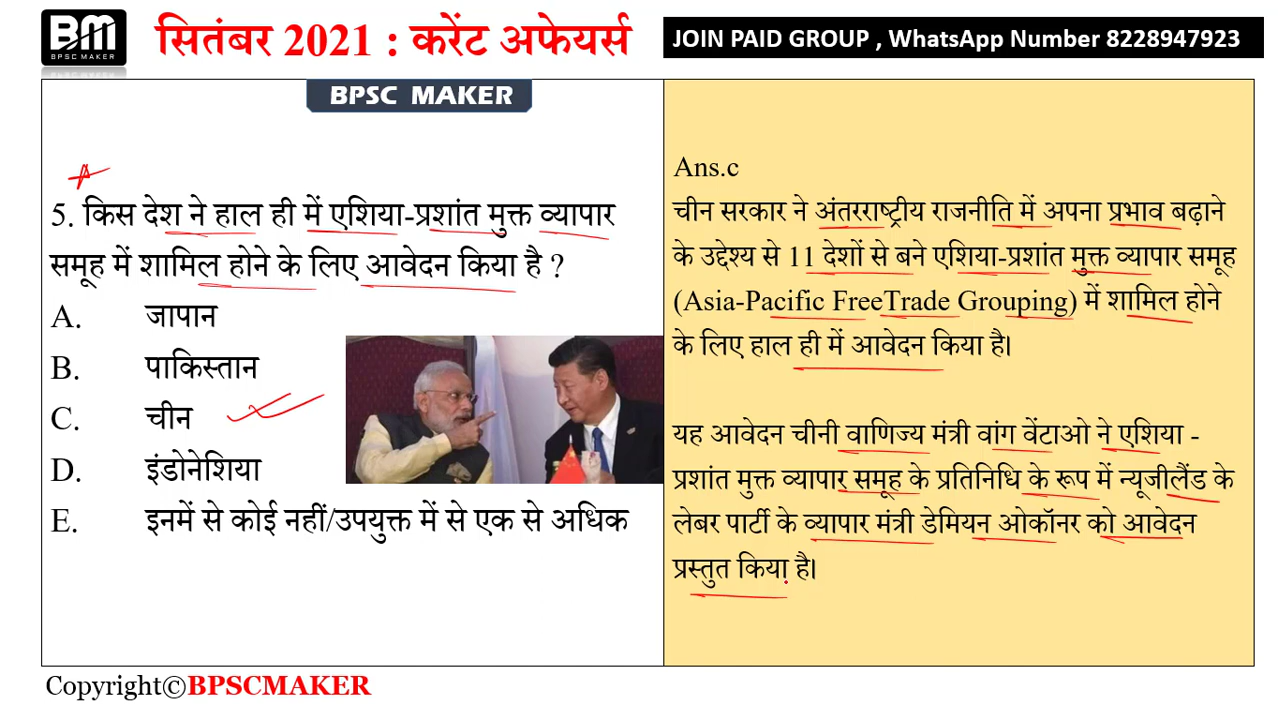 BM
BPSC MAKER
सितंबर 2021 : करेंट अफेयर्स
JOIN PAID GROUP , WhatsApp Number 8228947923
BPSC MAKER
5. किस देश ने हाल ही में एशिया-प्रशांत मुक्त व्यापार
समूह में शामिल होने के लिए आवेदन किया है ?
A. जापान
B. पाकिस्तान
C. चीन
D. इंडोनेशिया
E. इनमें से कोई नहीं/उपयुक्त में से एक से अधिक
Ans.c
चीन सरकार ने अंतरराष्ट्रीय राजनीति में अपना प्रभाव बढ़ाने
के उद्देश्य से 11 देशों से बने एशिया-प्रशांत मुक्त व्यापार समूह
(Asia-Pacific FreeTrade Grouping) में शामिल होने
के लिए हाल ही में आवेदन किया है।
यह आवेदन चीनी वाणिज्य मंत्री वांग वेंटाओ ने एशिया -
प्रशांत मुक्त व्यापार समूह के प्रतिनिधि के रूप में न्यूजीलैंड के
लेबर पार्टी के व्यापार मंत्री डेमियन ओकॉनर को आवेदन
प्रस्तुत किया है।
Copyright©BPSCMAKER